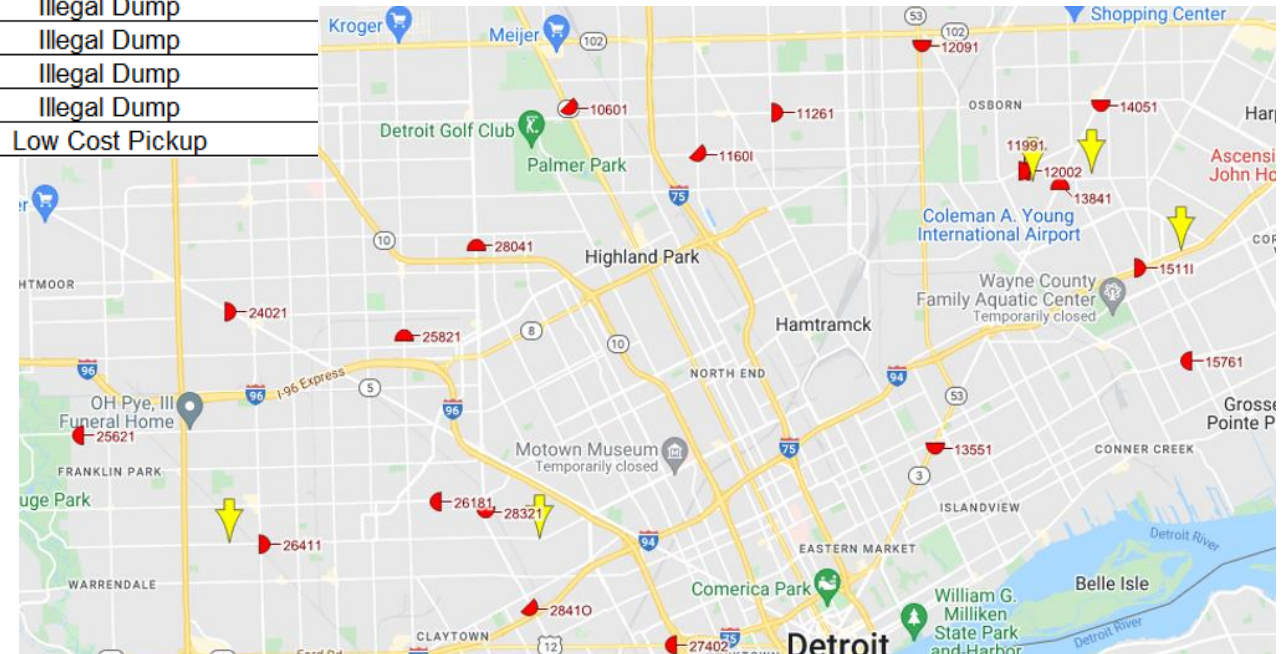 Illegal Dump
Illegal Dump
Illegal Dump
Illegal Dump
Low Cost Pickup
Kroger
Meijer
102
53
102
Shopping Center
12091
10601
11261
OSBORN
14051
Detroit Golf Club
Palmer Park
11601
11991
12002
13841
75
Coleman A. Young
International Airport
10
28041
Highland Park
15111
Wayne County
Family Aquatic Center
Temporarily closed
24021
25821
8
10
Hamtramck
96
96
I-96 Express
5
96
NORTH END
94
53
15761
OH Pye, III
Funeral Home
25621
FRANKLIN PARK
Motown Museum
Temporarily closed
75
13551
3
CONNER CREEK
26181
28321
ISLANDVIEW
26411
94
EASTERN MARKET
Detroit River
WARRENDALE
Comerica Park
Belle Isle
28410
William G.
Milliken
State Park
and Harbor
CLAYTOWN
12
27402
75
Detroit
Detroit River